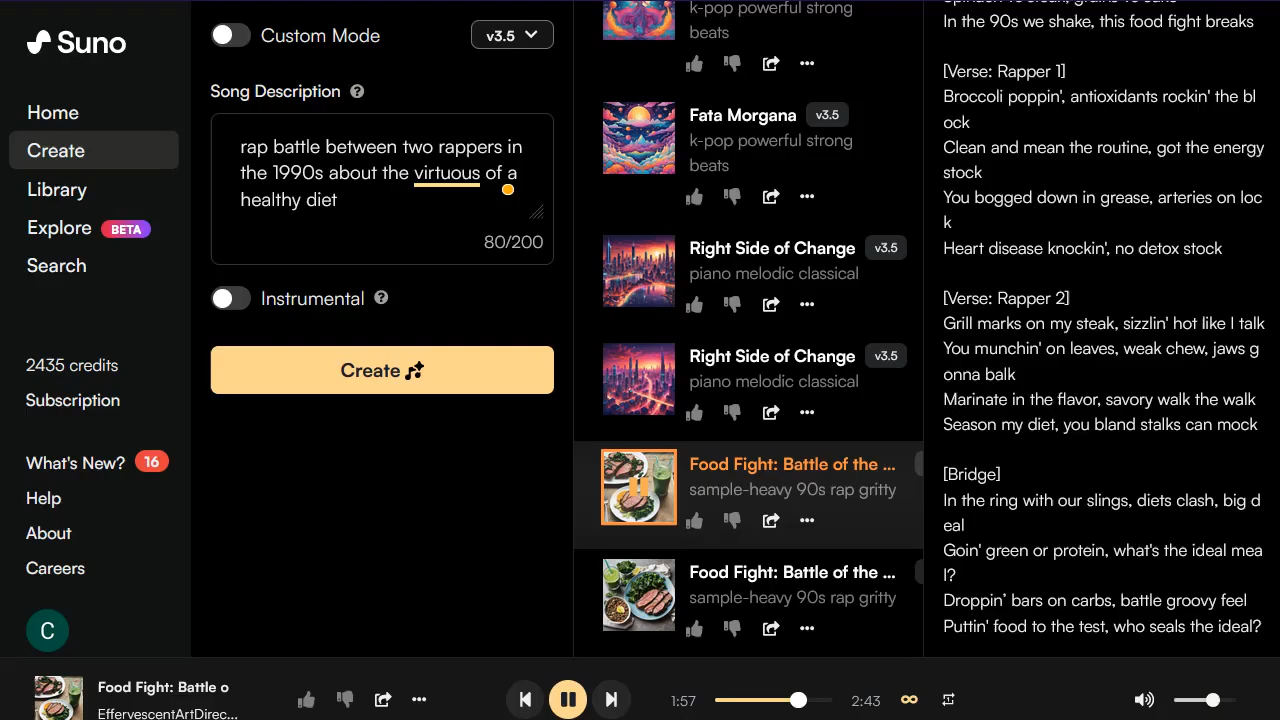 Suno
Home
Create
Library
Explore BETA
Search
2435 credits
Subscription
What's New? 16
Help
About
Careers
C
Custom Mode
v3.5
Song Description
rap battle between two rappers in
the 1990s about the virtuous of a
healthy diet
80/200
Instrumental
Create
k-pop powerful strong
beats
Fata Morgana v3.5
k-pop powerful strong
beats
Right Side of Change v3.5
piano melodic classical
Right Side of Change v3.5
piano melodic classical
Food Fight: Battle of the ...
sample-heavy 90s rap gritty
Food Fight: Battle of the ...
sample-heavy 90s rap gritty
In the 90s we shake, this food fight breaks
[Verse: Rapper 1]
Broccoli poppin', antioxidants rockin' the bl
ock
Clean and mean the routine, got the energy
stock
You bogged down in grease, arteries on loc
k
Heart disease knockin', no detox stock
[Verse: Rapper 2]
Grill marks on my steak, sizzlin' hot like I talk
You munchin' on leaves, weak chew, jaws g
onna balk
Marinate in the flavor, savory walk the walk
Season my diet, you bland stalks can mock
[Bridge]
In the ring with our slings, diets clash, big d
eal
Goin' green or protein, what's the ideal mea
l?
Droppin’ bars on carbs, battle groovy feel
Puttin' food to the test, who seals the ideal?
Food Fight: Battle o
EffervescentArtDirec...
1:57
2:43